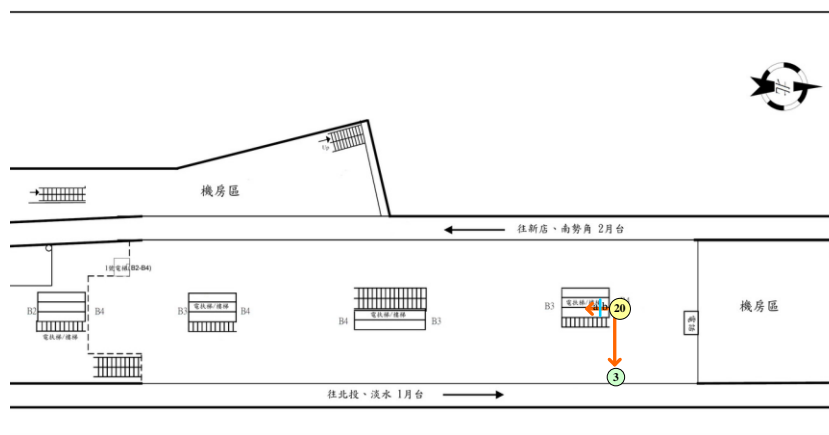 北
Up
機房區
往新店、南勢角 2月台
1號電梯(B2-B4)
B2
B4
電扶梯/樓梯
B3
電扶梯/樓梯
B4
B4
電扶梯/樓梯
B3
B3
電扶梯/樓梯
20
機房區
3
往北投、淡水 1月台